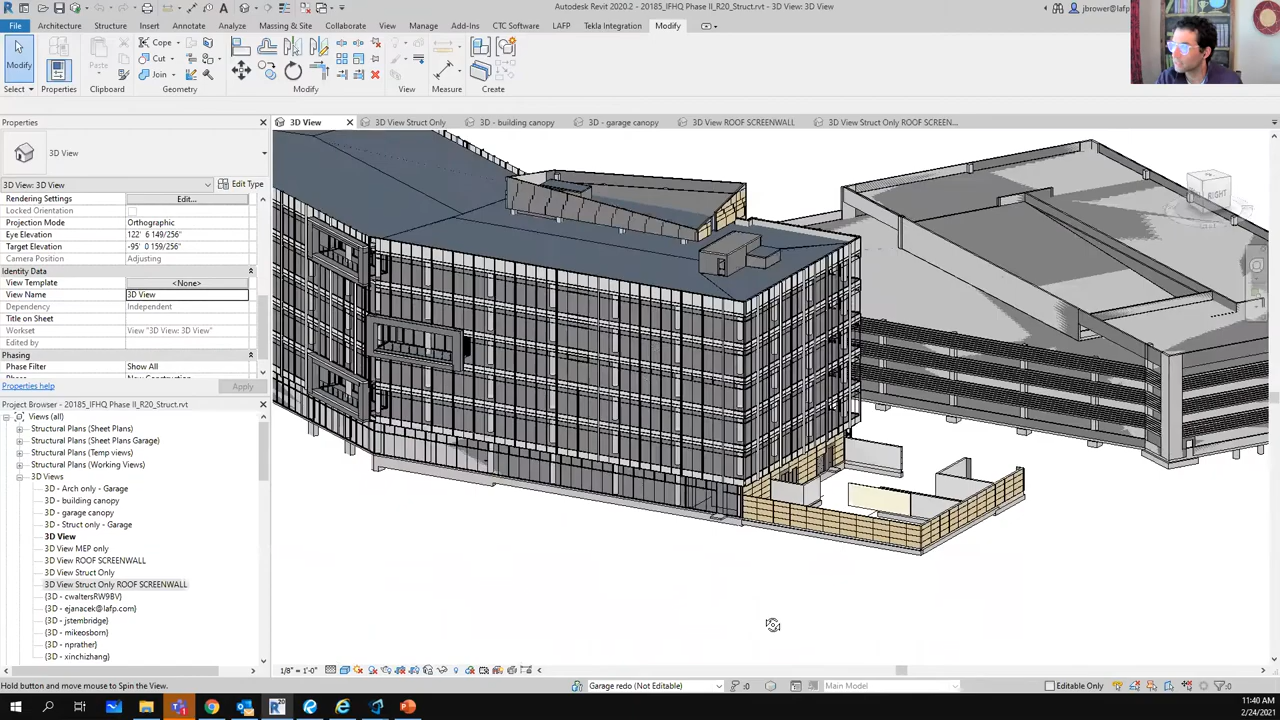 Autodesk Revit 2020.2 - 20185_IFHQ Phase II_R20_Struct.rvt - 3D View: 3D View
jbrower@lafp
File Architecture Structure Steel Precast Systems Insert Annotate Analyze Massing & Site Collaborate View Manage Add-Ins CTC Software LAFP Tekla Integration Modify
Modify Paste Cope Cut Join
Select Properties Clipboard Geometry Modify View Measure Create
Properties
3D View Struct Only 3D - building canopy 3D - garage canopy 3D View ROOF SCREENWALL 3D View Struct Only ROOF SCREEN...
3D View
3D View: 3D View Edit Type
Rendering Settings Edit...
Locked Orientation
Projection Mode Orthographic
Eye Elevation 122' 6 149/256"
Target Elevation -95' 0 159/256"
Camera Position Adjusting
Identity Data
View Template <None>
View Name 3D View
Dependency Independent
Title on Sheet
Workset View "3D View: 3D View"
Edited by
Phasing
Phase Filter Show All
Properties help Apply
Project Browser - 20185_IFHQ Phase II_R20_Struct.rvt
Views (all)
Structural Plans (Sheet Plans)
Structural Plans (Sheet Plans Garage)
Structural Plans (Temp views)
Structural Plans (Working Views)
3D Views
3D - Arch only - Garage
3D - building canopy
3D - garage canopy
3D - Struct only - Garage
3D View
3D View MEP only
3D View ROOF SCREENWALL
3D View Struct Only
3D View Struct Only ROOF SCREENWALL
{3D - cwaltersRW9BV}
{3D - ejanacek@lafp.com}
{3D - jstembridge}
{3D - mikeosborn}
{3D - nprather}
{3D - xinchizhang}
RIGHT
1/8" = 1'-0"
Hold button and move mouse to Spin the View. Garage redo (Not Editable) :0 Main Model Editable Only :0
11:40 AM
2/24/2021